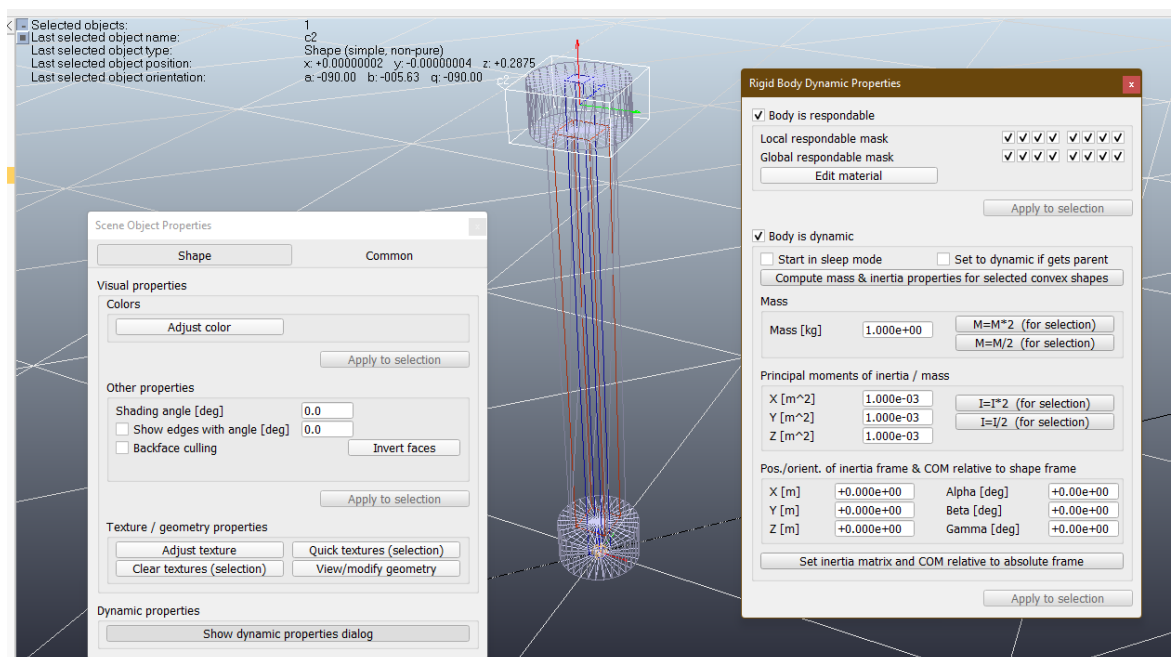 Selected objects: 1
Last selected object name: c2
Last selected object type: Shape (simple, non-pure)
Last selected object position: x: +0.00000002 y: -0.00000004 z: +0.2875
Last selected object orientation: a: -090.00 b: -005.63 g: -090.00
c2
Scene Object Properties
Shape Common
Visual properties
Colors
Adjust color
Apply to selection
Other properties
Shading angle [deg] 0.0
Show edges with angle [deg] 0.0
Backface culling Invert faces
Apply to selection
Texture / geometry properties
Adjust texture Quick textures (selection)
Clear textures (selection) View/modify geometry
Dynamic properties
Show dynamic properties dialog
Rigid Body Dynamic Properties x
Body is respondable
Local respondable mask
Global respondable mask
Edit material
Apply to selection
Body is dynamic
Start in sleep mode Set to dynamic if gets parent
Compute mass & inertia properties for selected convex shapes
Mass
Mass [kg] 1.000e+00 M=M*2 (for selection)
M=M/2 (for selection)
Principal moments of inertia / mass
X [m^2] 1.000e-03 I=I*2 (for selection)
Y [m^2] 1.000e-03 I=I/2 (for selection)
Z [m^2] 1.000e-03
Pos./orient. of inertia frame & COM relative to shape frame
X [m] +0.000e+00 Alpha [deg] +0.00e+00
Y [m] +0.000e+00 Beta [deg] +0.00e+00
Z [m] +0.000e+00 Gamma [deg] +0.00e+00
Set inertia matrix and COM relative to absolute frame
Apply to selection